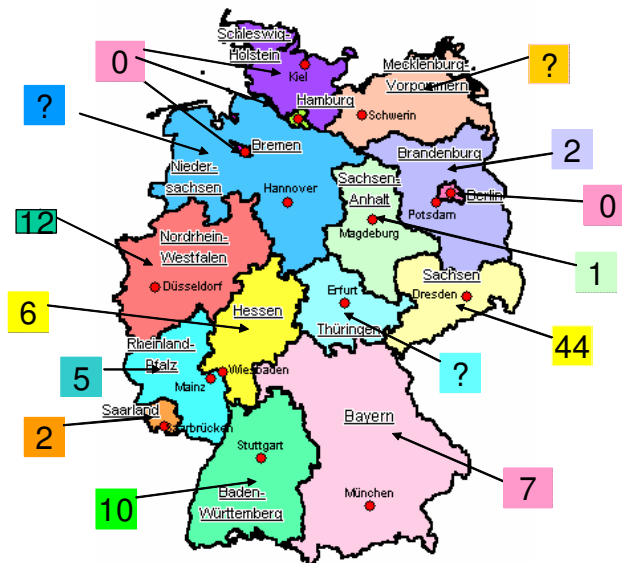 Schleswig-
Holstein
Kiel
Mecklenburg-
Vorpommern
?
0
Hamburg
Schwerin
?
Bremen
Brandenburg
2
Nieder-
sachsen
Hannover
Sachsen-
Anhalt
Berlin
Potsdam
0
12
Nordrhein-
Westfalen
Magdeburg
1
Düsseldorf
Sachsen
Dresden
6
Hessen
Erfurt
Thüringen
44
Rheinland-
Pfalz
Wiesbaden
?
5
Mainz
Saarland
2
Saarbrücken
Bayern
Stuttgart
7
10
Baden-
Württemberg
München